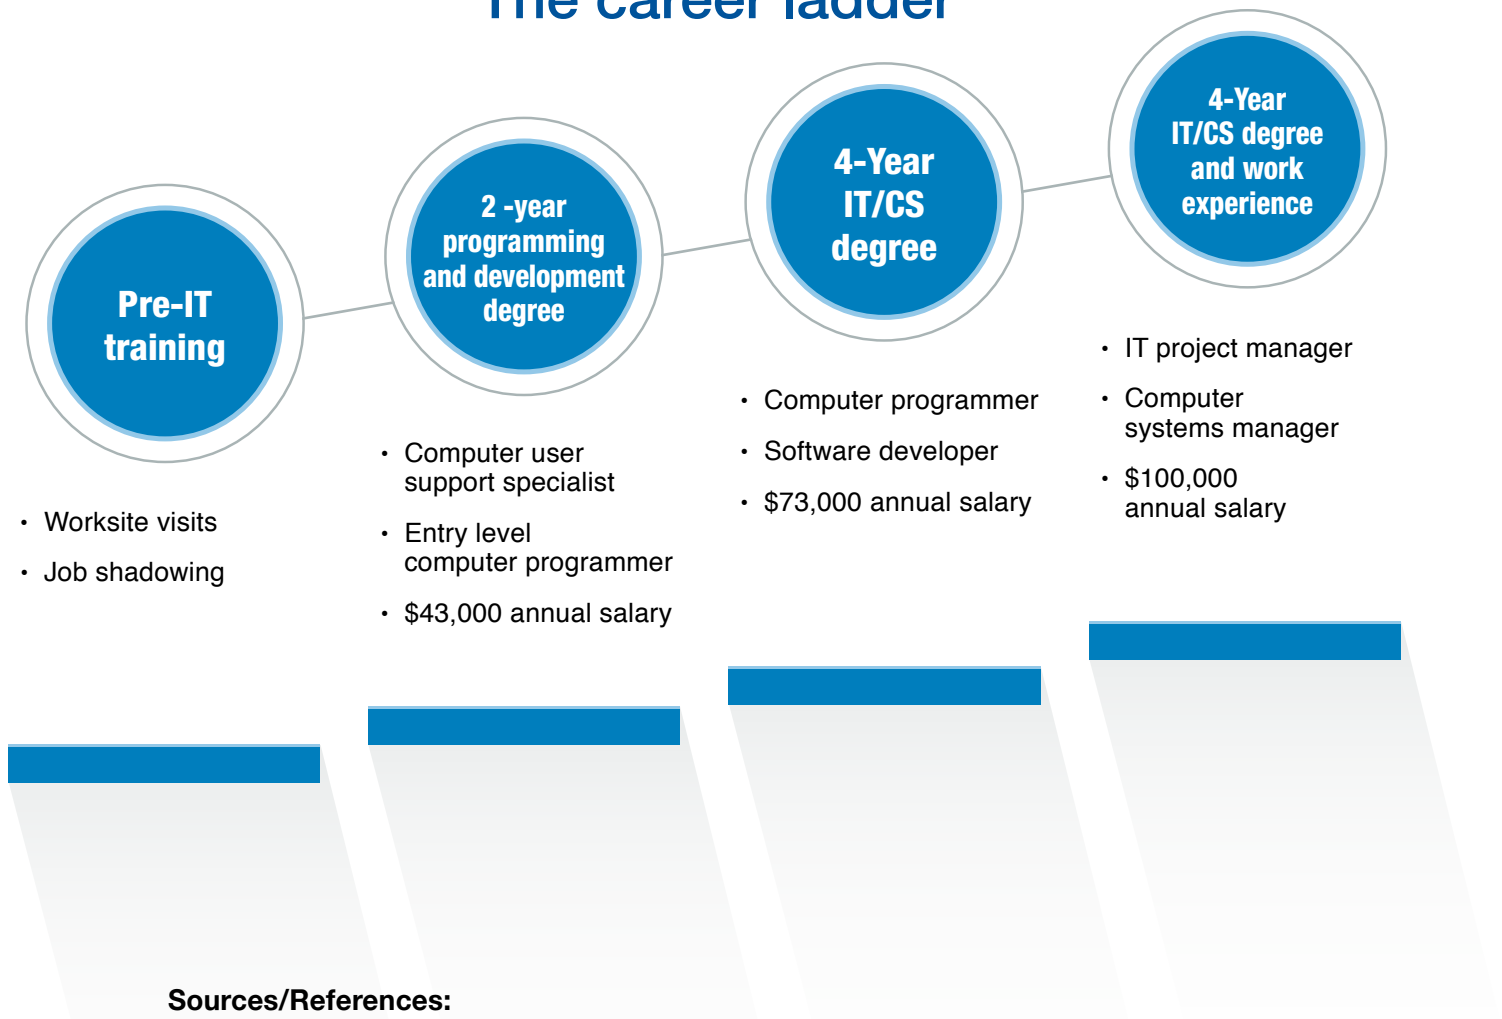 The career ladder
Pre-IT
training
• Worksite visits
• Job shadowing
2 -year
programming
and development
degree
• Computer user
support specialist
• Entry level
computer programmer
• $43,000 annual salary
4-Year
IT/CS
degree
• Computer programmer
• Software developer
• $73,000 annual salary
4-Year
IT/CS degree
and work
experience
• IT project manager
• Computer
systems manager
• $100,000
annual salary
Sources/References: